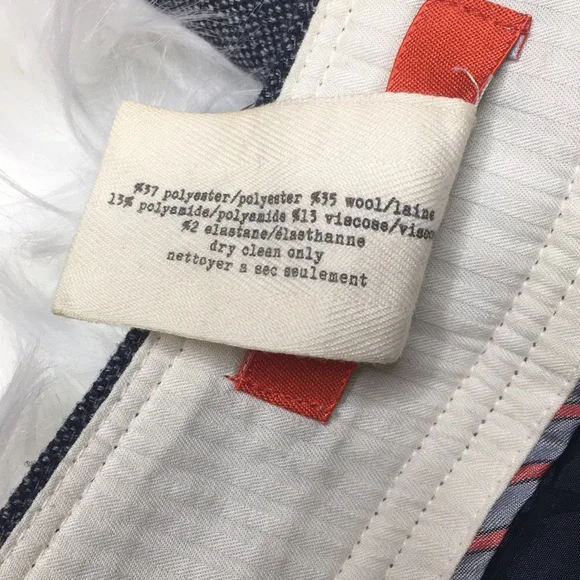 %37 polyester/polyester %35 wool/laine
13% polyamide/polyamide %13 viscose/visco
%2 elastane/élasthanne
dry clean only
nettoyer a sec seulement